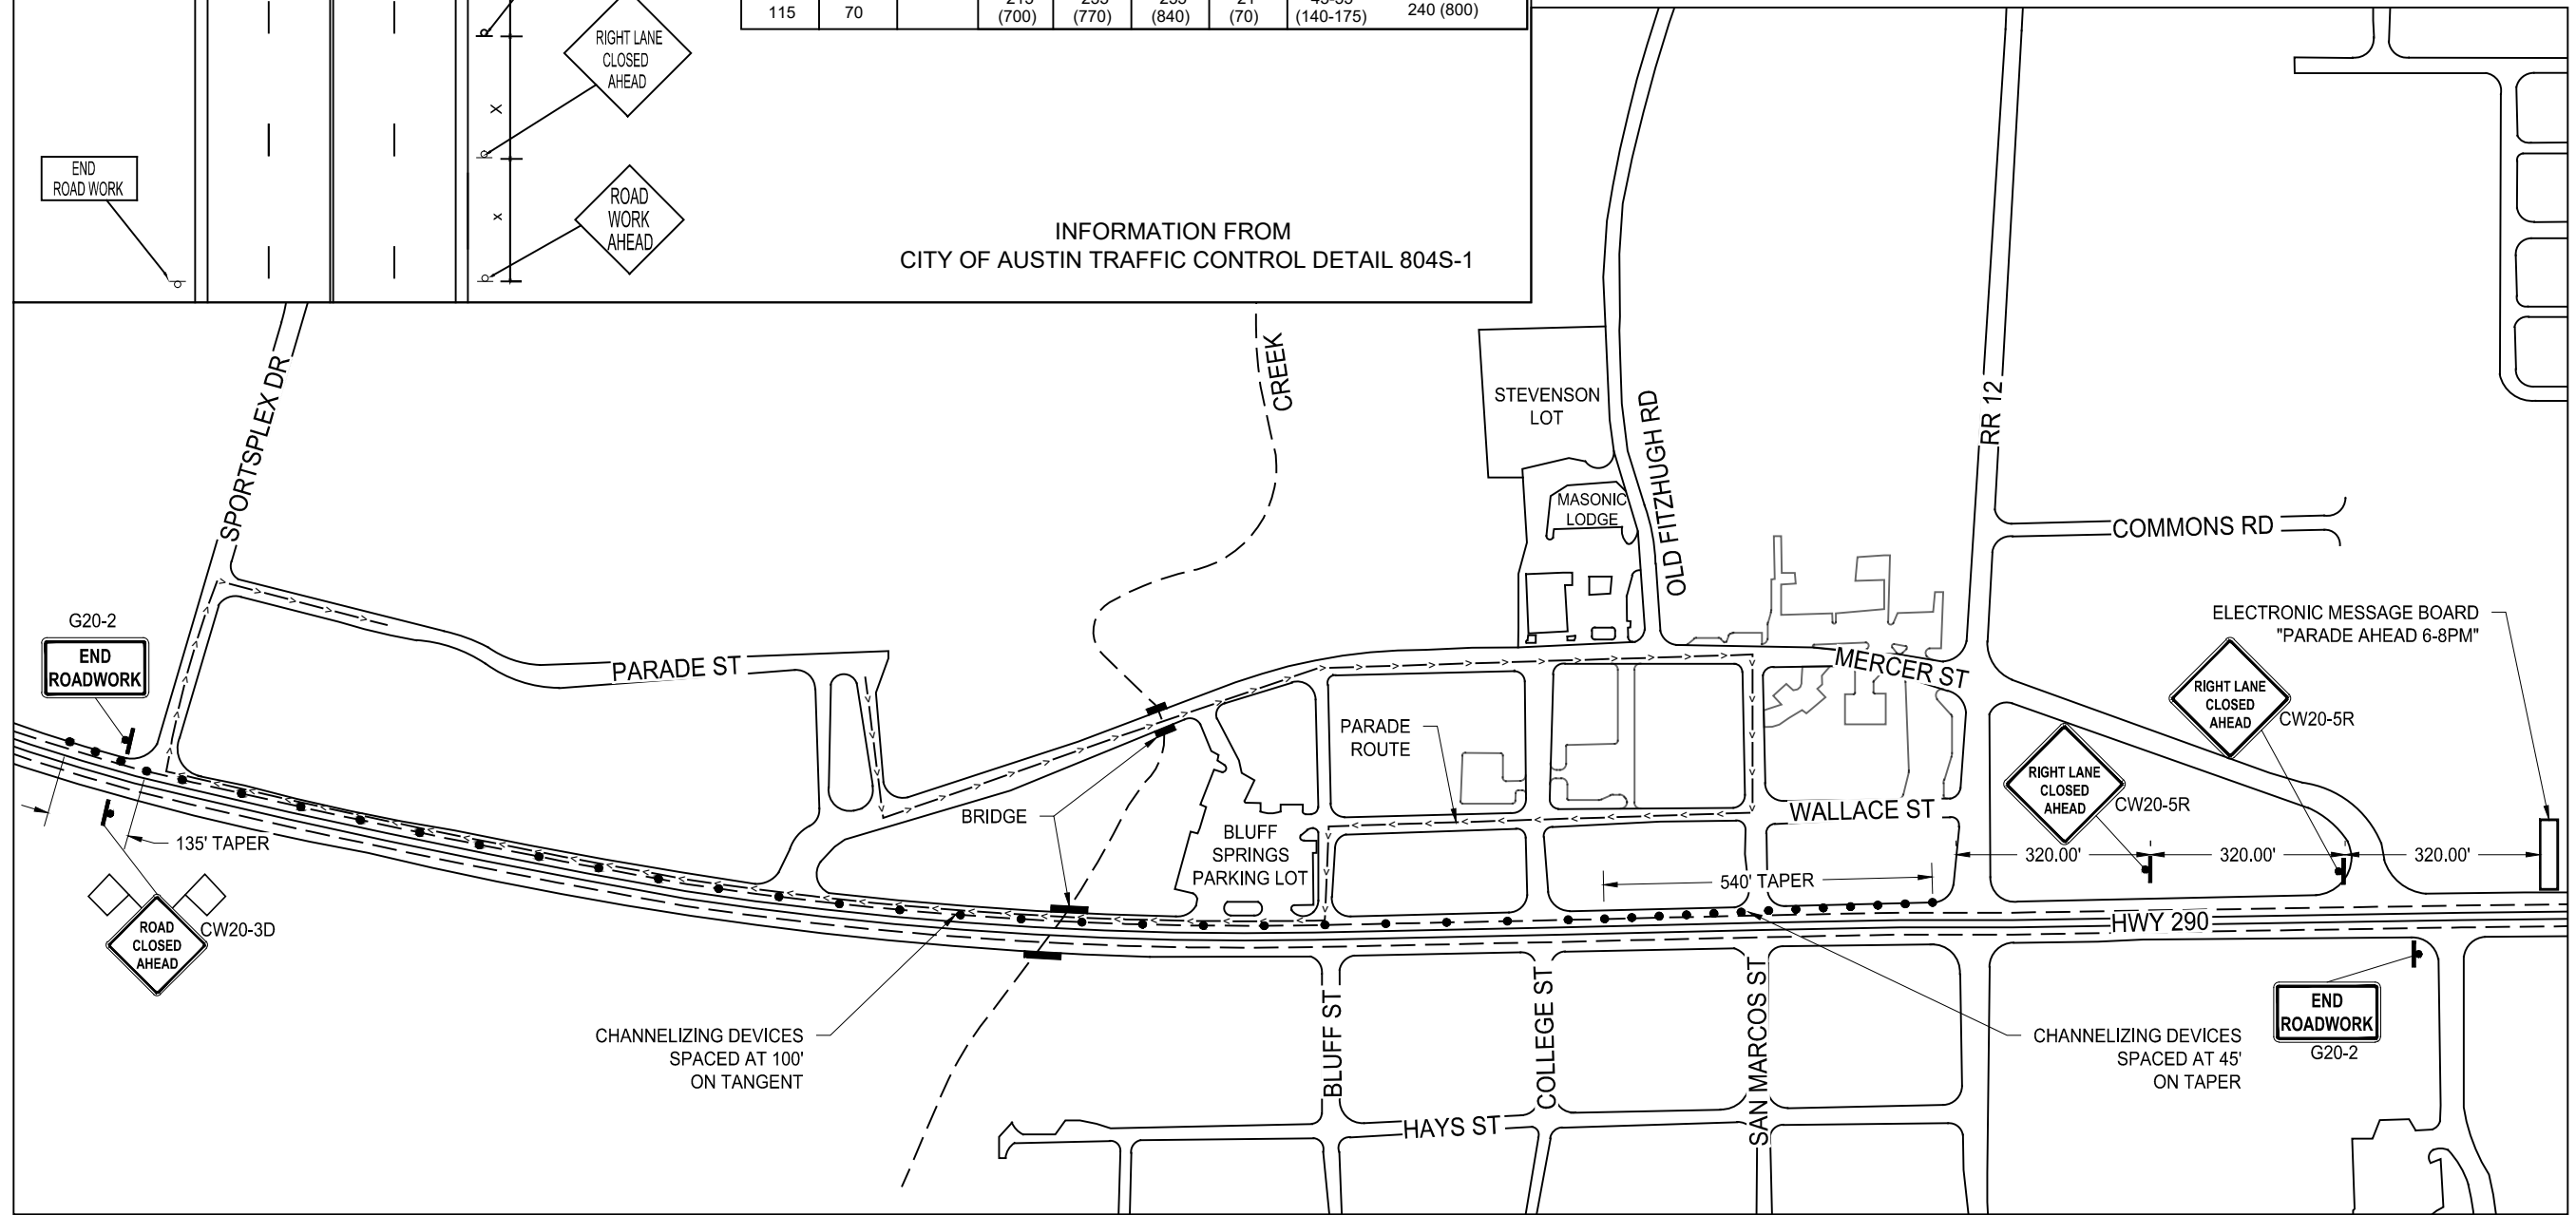 115
70
(700)
(770)
(840)
(70)
(140-175)
240 (800)
RIGHT LANE
CLOSED
AHEAD
X
END
ROAD WORK
ROAD
WORK
AHEAD
x
INFORMATION FROM
CITY OF AUSTIN TRAFFIC CONTROL DETAIL 804S-1
SPORTSPLEX DR
CREEK
STEVENSON
LOT
MASONIC
LODGE
OLD FITZHUGH RD
RR 12
COMMONS RD
G20-2
END
ROADWORK
PARADE ST
MERCER ST
ELECTRONIC MESSAGE BOARD
"PARADE AHEAD 6-8PM"
RIGHT LANE
CLOSED
AHEAD
CW20-5R
RIGHT LANE
CLOSED
AHEAD
CW20-5R
PARADE
ROUTE
BRIDGE
BLUFF
SPRINGS
PARKING LOT
WALLACE ST
135' TAPER
540' TAPER
320.00'
320.00'
320.00'
HWY 290
ROAD
CLOSED
AHEAD
CW20-3D
CHANNELIZING DEVICES
SPACED AT 100'
ON TANGENT
BLUFF ST
COLLEGE ST
SAN MARCOS ST
CHANNELIZING DEVICES
SPACED AT 45'
ON TAPER
END
ROADWORK
G20-2
HAYS ST